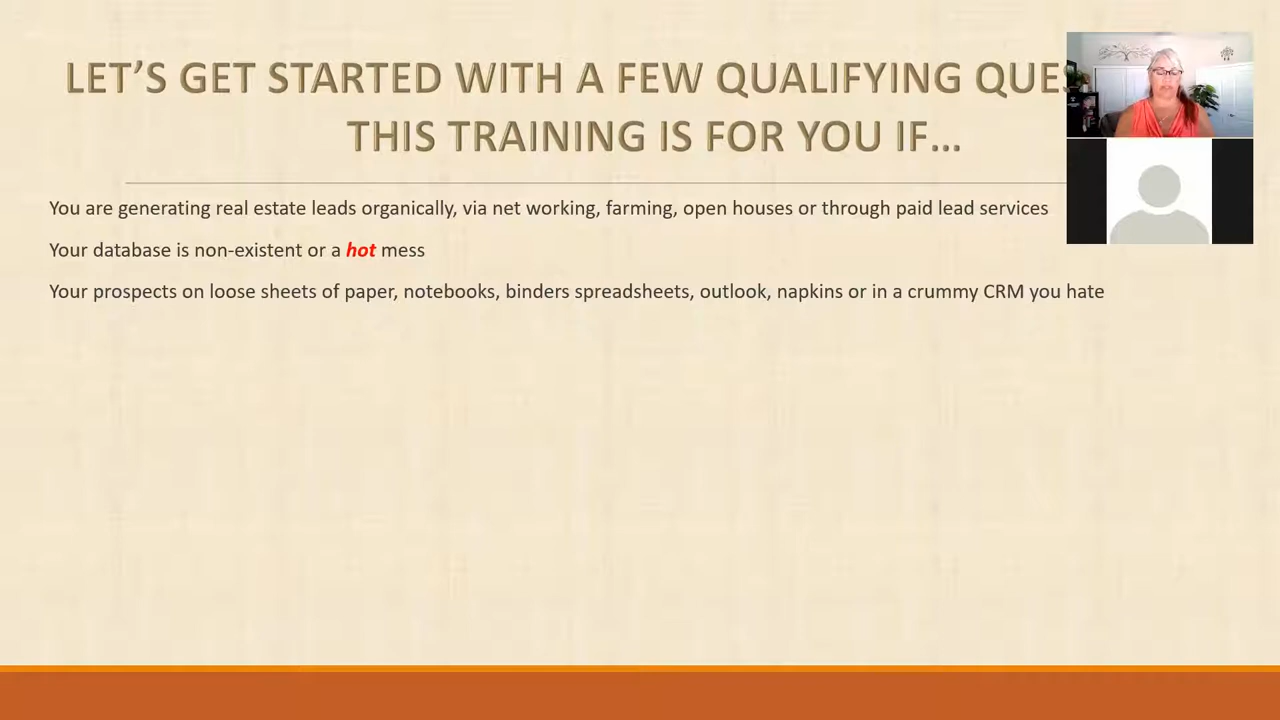 LET’S GET STARTED WITH A FEW QUALIFYING
THIS TRAINING IS FOR YOU IF…
You are generating real estate leads organically, via net working, farming, open houses or through paid lead services
Your database is non-existent or a hot mess
Your prospects on loose sheets of paper, notebooks, binders spreadsheets, outlook, napkins or in a crummy CRM you hate